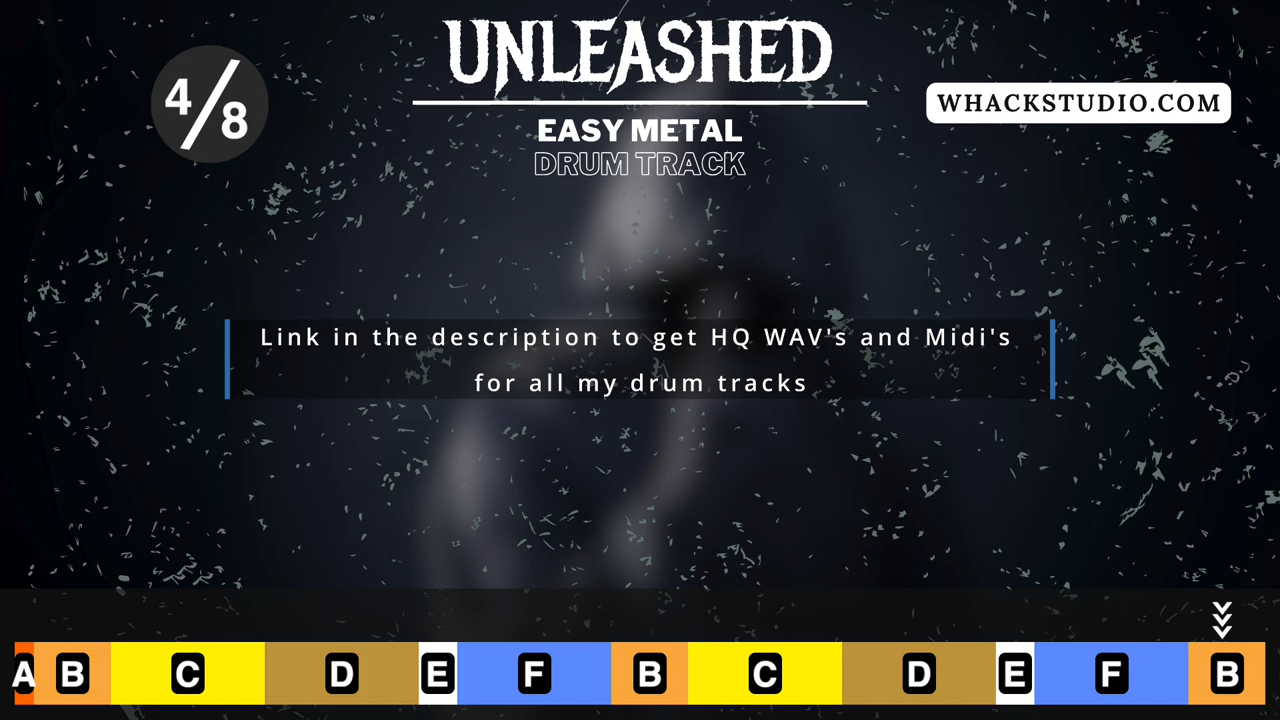 UNLEASHED
4/8
WHACKSTUDIO.COM
EASY METAL
DRUM TRACK
Link in the description to get HQ WAV's and Midi's
for all my drum tracks
A B C D E F B C D E F B